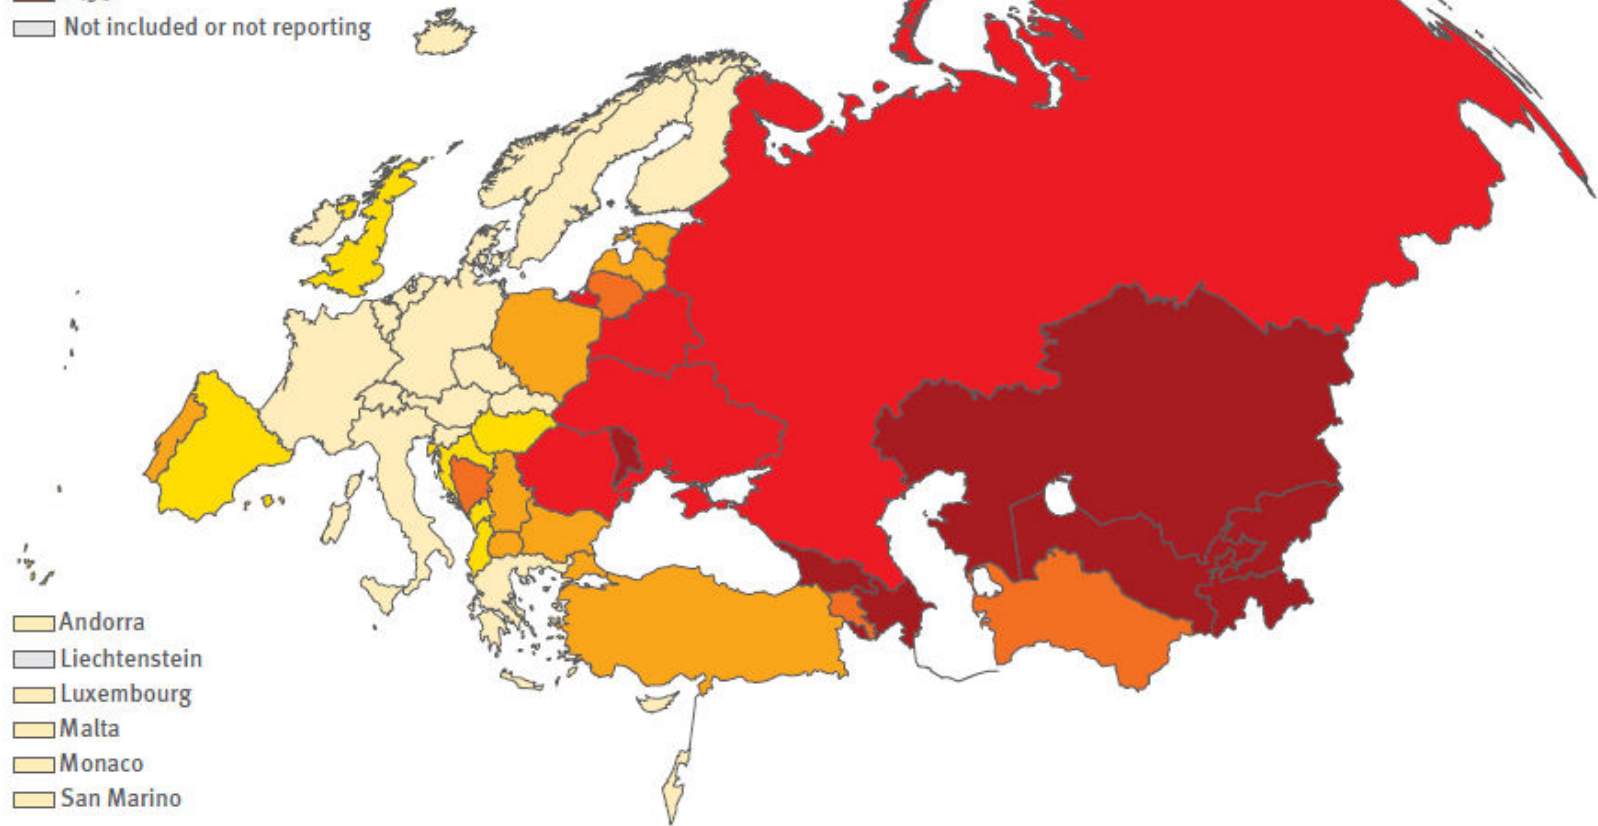 Not included or not reporting
Andorra
Liechtenstein
Luxembourg
Malta
Monaco
San Marino